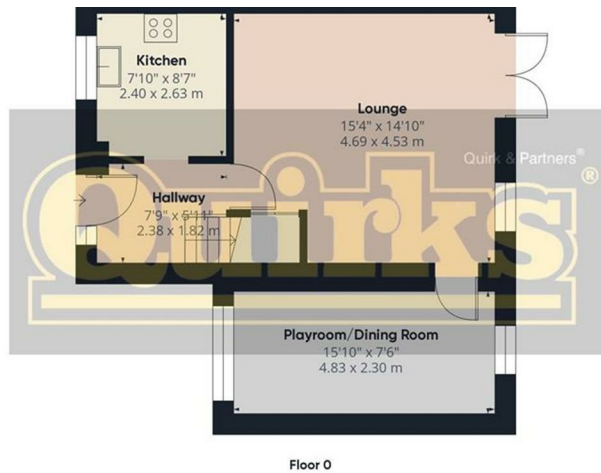 Kitchen
7'10" x 8'7"
2.40 x 2.63 m
Lounge
15'4" x 14'10"
4.69 x 4.53 m
Quirk & Partners®
Quirks®
Hallway
7'9" x 5'11"
2.38 x 1.82 m
Playroom/Dining Room
15'10" x 7'6"
4.83 x 2.30 m
Floor 0